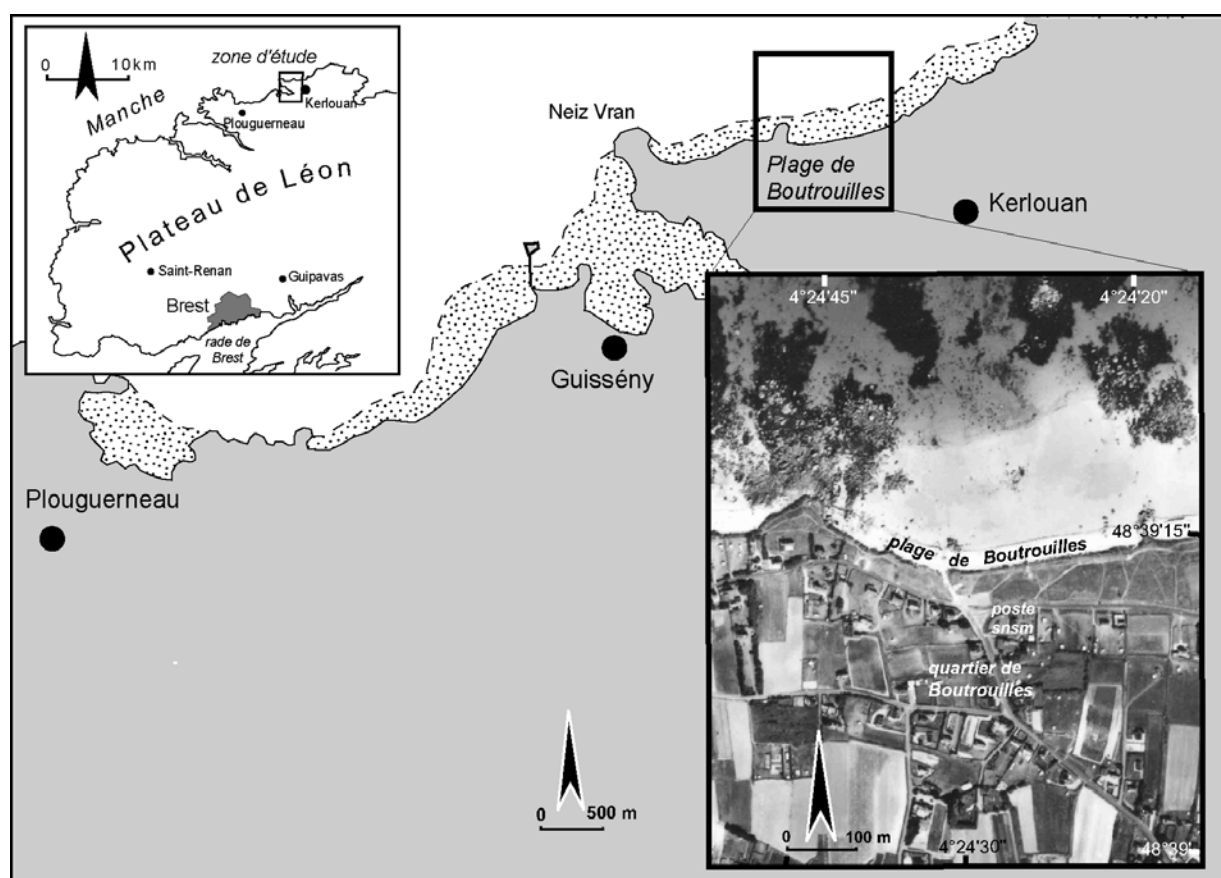 zone d'étude
0 10 km
Manche
Kerlouan
Plouguerneau
Plateau de Léon
Saint-Renan
Guipavas
Brest
rade de
Brest
Neiz Vran
Plage de
Boutrouilles
Kerlouan
Guissény
Plouguerneau
0 500 m
4°24'45"
4°24'20"
48°39'15"
plage de Boutrouilles
poste
snsm
quartier de
Boutrouilles
0 100 m
4°24'30"
48°39'